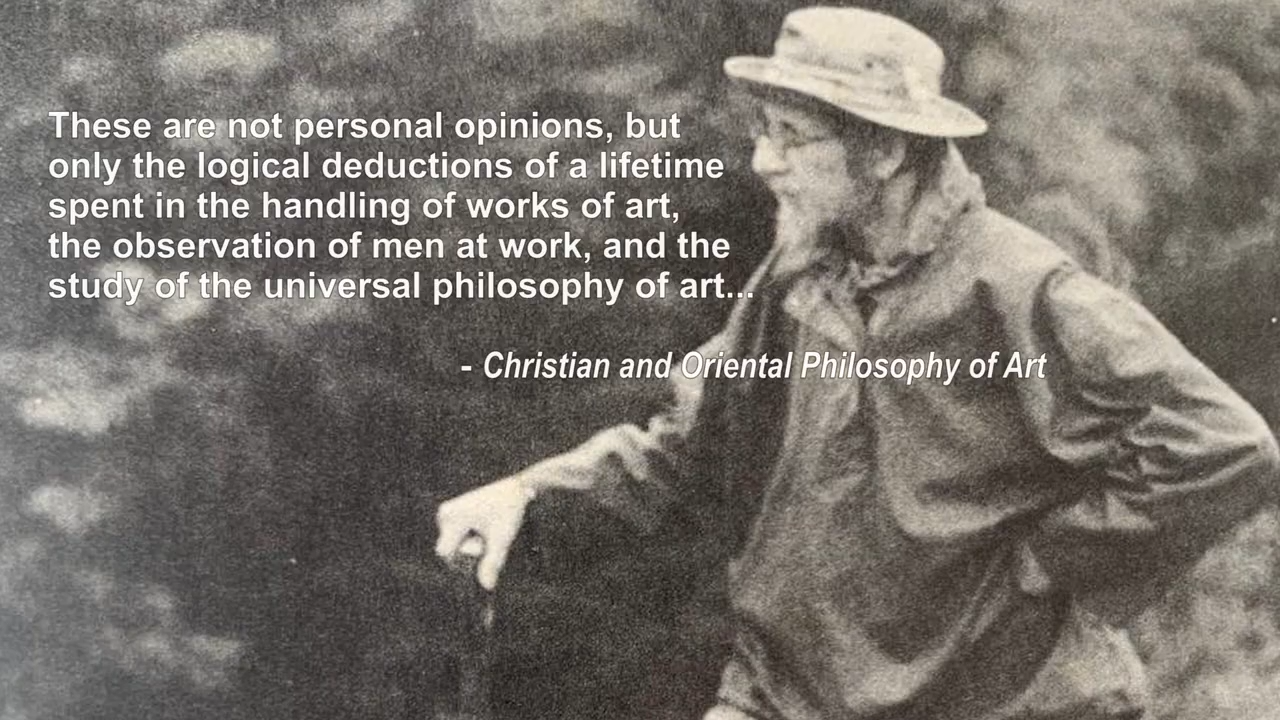 These are not personal opinions, but
only the logical deductions of a lifetime
spent in the handling of works of art,
the observation of men at work, and the
study of the universal philosophy of art...
- Christian and Oriental Philosophy of Art